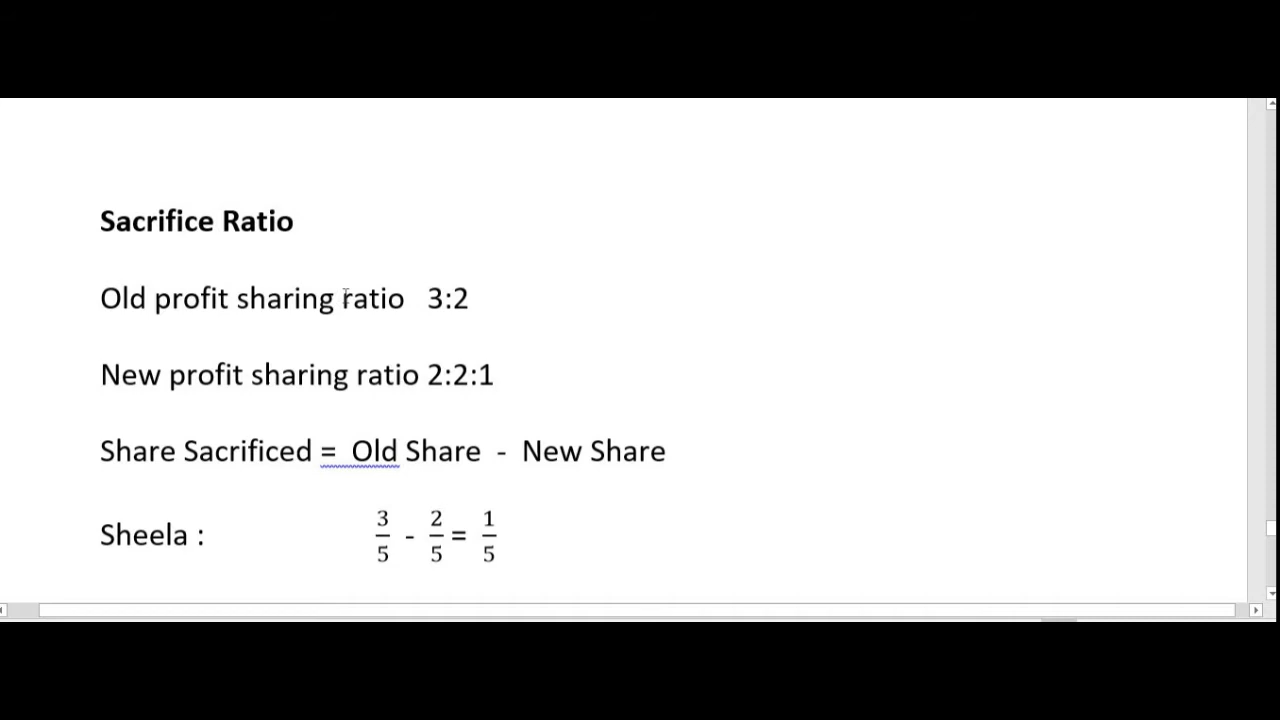 Sacrifice Ratio
Old profit sharing ratio 3:2
New profit sharing ratio 2:2:1
Share Sacrificed = Old Share - New Share
Sheela : 3/5 - 2/5 = 1/5